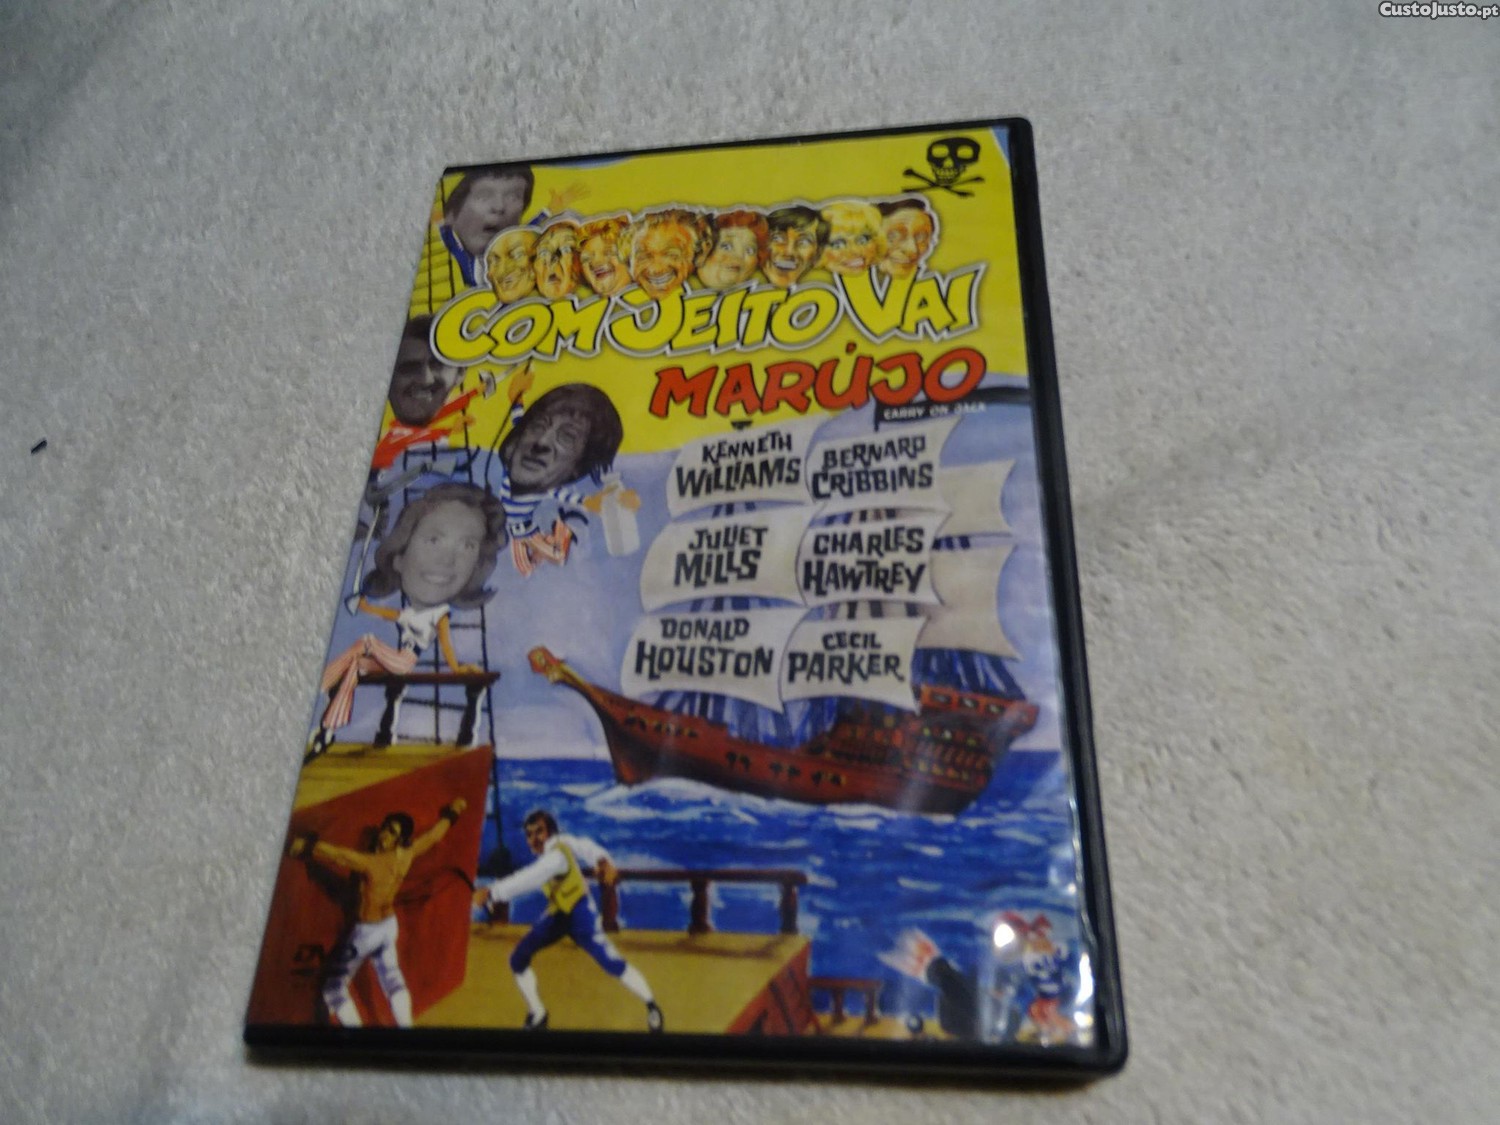 CustoJusto.pt
COM JEITO VAI
MARÚJO
CARRY ON JACK
KENNETH
WILLIAMS
BERNARD
CRIBBINS
JULIET
MILLS
CHARLES
HAWTREY
DONALD
HOUSTON
CECIL
PARKER